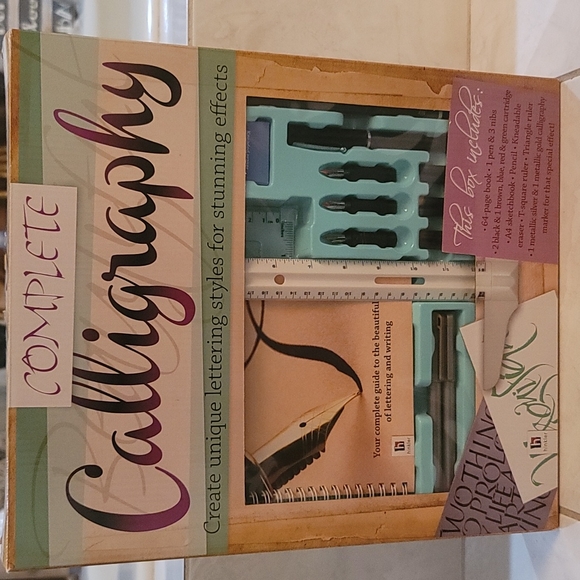 COMPLETE
Calligraphy
Create unique lettering styles for stunning effects
This box includes:
• 64-page book • 1 pen & 3 nibs
• 2 black & 1 brown, blue, red & green cartridge
• A4 sketchbook • Pencil • Kneadable
eraser • T-square ruler • Triangle ruler
• 1 metallic silver & 1 metallic gold calligraphy
marker for that special effect!
Your complete guide to the beautiful
of lettering and writing